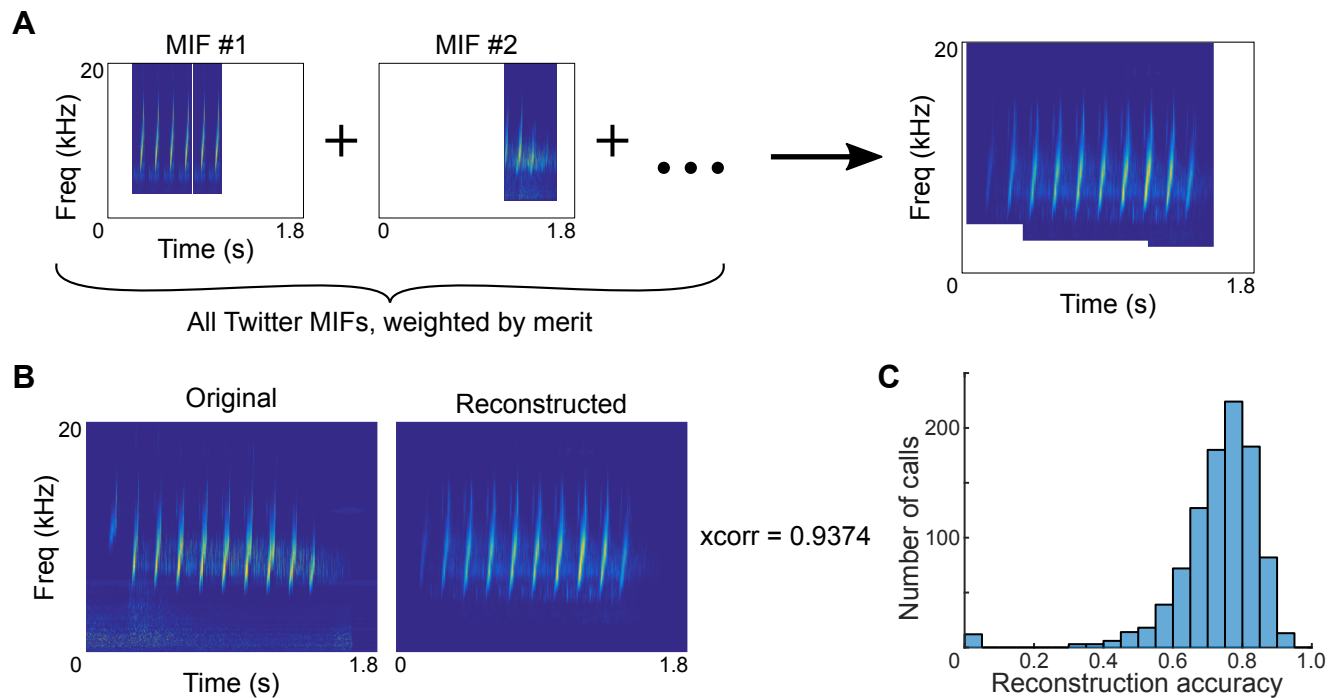 A
MIF #1
MIF #2
20
Freq (kHz)
0
1.8
Time (s)
0
1.8
+
+
...
20
Freq (kHz)
0
1.8
Time (s)
All Twitter MIFs, weighted by merit
B
Original
Reconstructed
20
Freq (kHz)
0
1.8
0
1.8
Time (s)
xcorr = 0.9374
C
Number of calls
200
100
0
0.2
0.4
0.6
0.8
1.0
Reconstruction accuracy